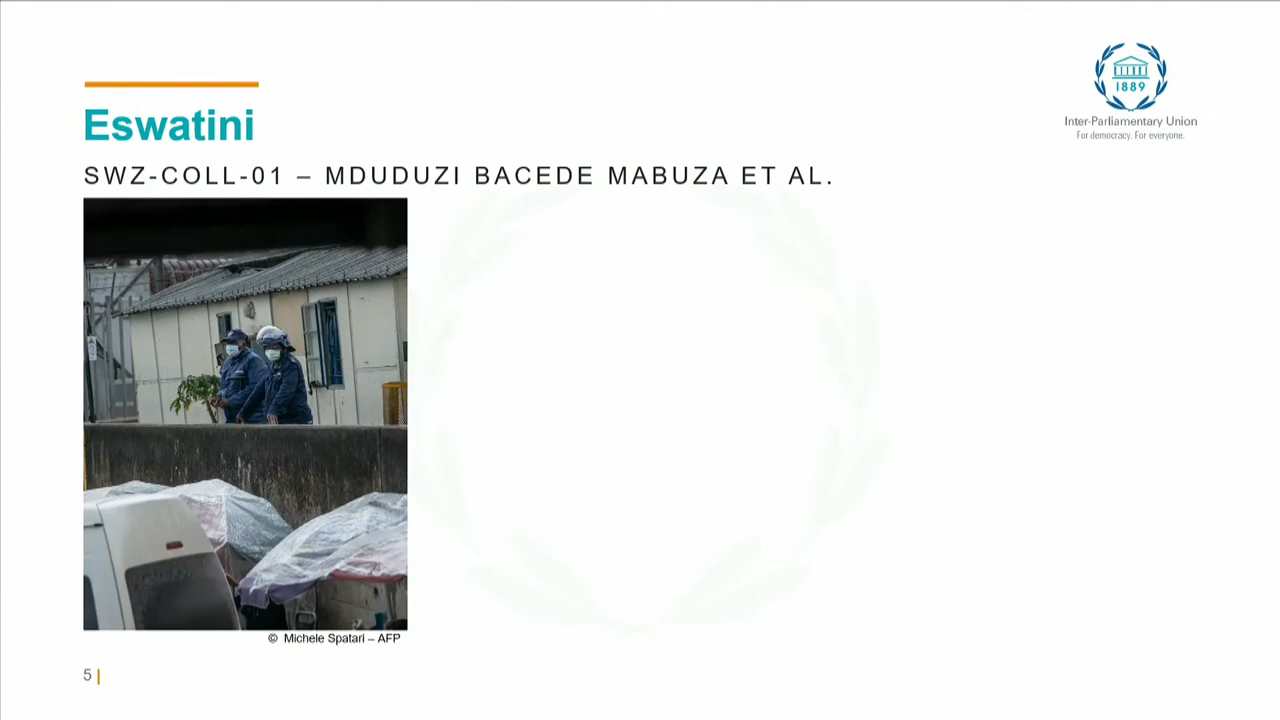 1889
Inter-Parliamentary Union
For democracy. For everyone.
Eswatini
SWZ-COLL-01 – MDUDUZI BACEDE MABUZA ET AL.
© Michele Spatari – AFP
5 |